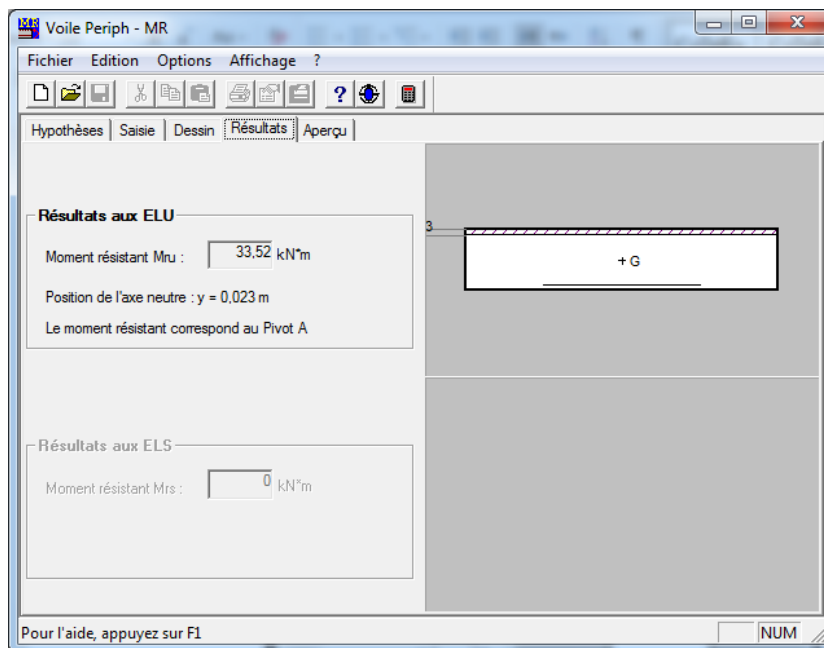 Voile Periph - MR
Fichier Edition Options Affichage ?
Hypothèses Saisie Dessin Résultats Aperçu
Résultats aux ELU
Moment résistant Mru : 33,52 kN*m
Position de l'axe neutre : y = 0,023 m
Le moment résistant correspond au Pivot A
3
+ G
Résultats aux ELS
Moment résistant Mrs : 0 kN*m
Pour l'aide, appuyez sur F1
NUM